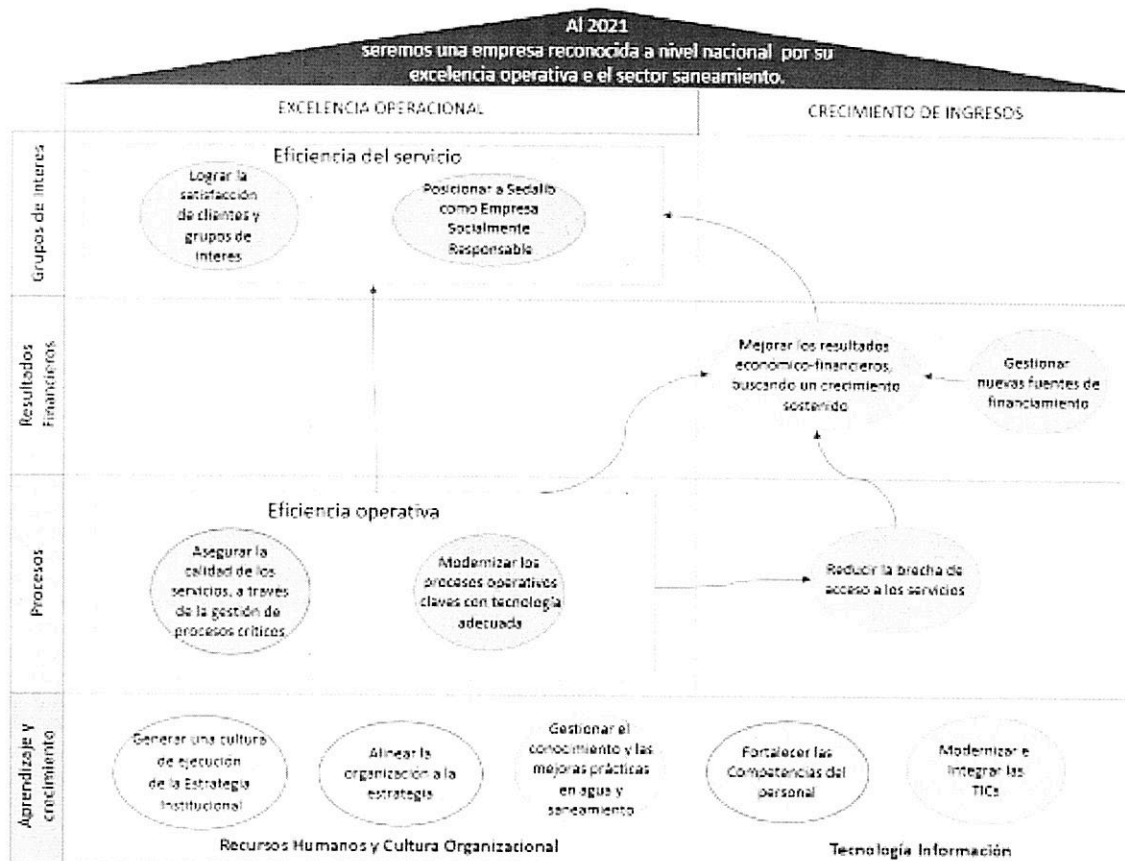 Al 2021
seremos una empresa reconocida a nivel nacional por su
excelencia operativa e el sector saneamiento.
EXCELENCIA OPERACIONAL
CRECIMIENTO DE INGRESOS
Grupos de Interes
Eficiencia del servicio
Lograr la
satisfacción
de clientes y
grupos de
interes
Posicionar a Sedalib
como Empresa
Socialmente
Responsable
Resultados
Financieros
Mejorar los resultados
económico-financieros,
buscando un crecimiento
sostenido
Gestionar
nuevas fuentes de
financiamiento
Procesos
Eficiencia operativa
Asegurar la
calidad de los
servicios, a través
de la gestión de
procesos críticos
Modernizar los
procesos operativos
claves con tecnología
adecuada
Reducir la brecha de
acceso a los servicios
Aprendizaje y
crecimiento
Generar una cultura
de ejecución
de la Estrategia
Institucional
Alinear la
organización a la
estrategia
Gestionar el
conocimiento y las
mejoras prácticas
en agua y
saneamiento
Fortalecer las
Competencias del
personal
Modernizar e
Integrar las
TICs
Recursos Humanos y Cultura Organizacional
Tecnología Información